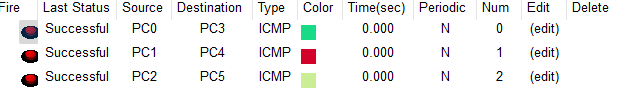 Fire Last Status Source Destination Type Color Time(sec) Periodic Num Edit Delete
Successful PC0 PC3 ICMP 0.000 N 0 (edit)
Successful PC1 PC4 ICMP 0.000 N 1 (edit)
Successful PC2 PC5 ICMP 0.000 N 2 (edit)